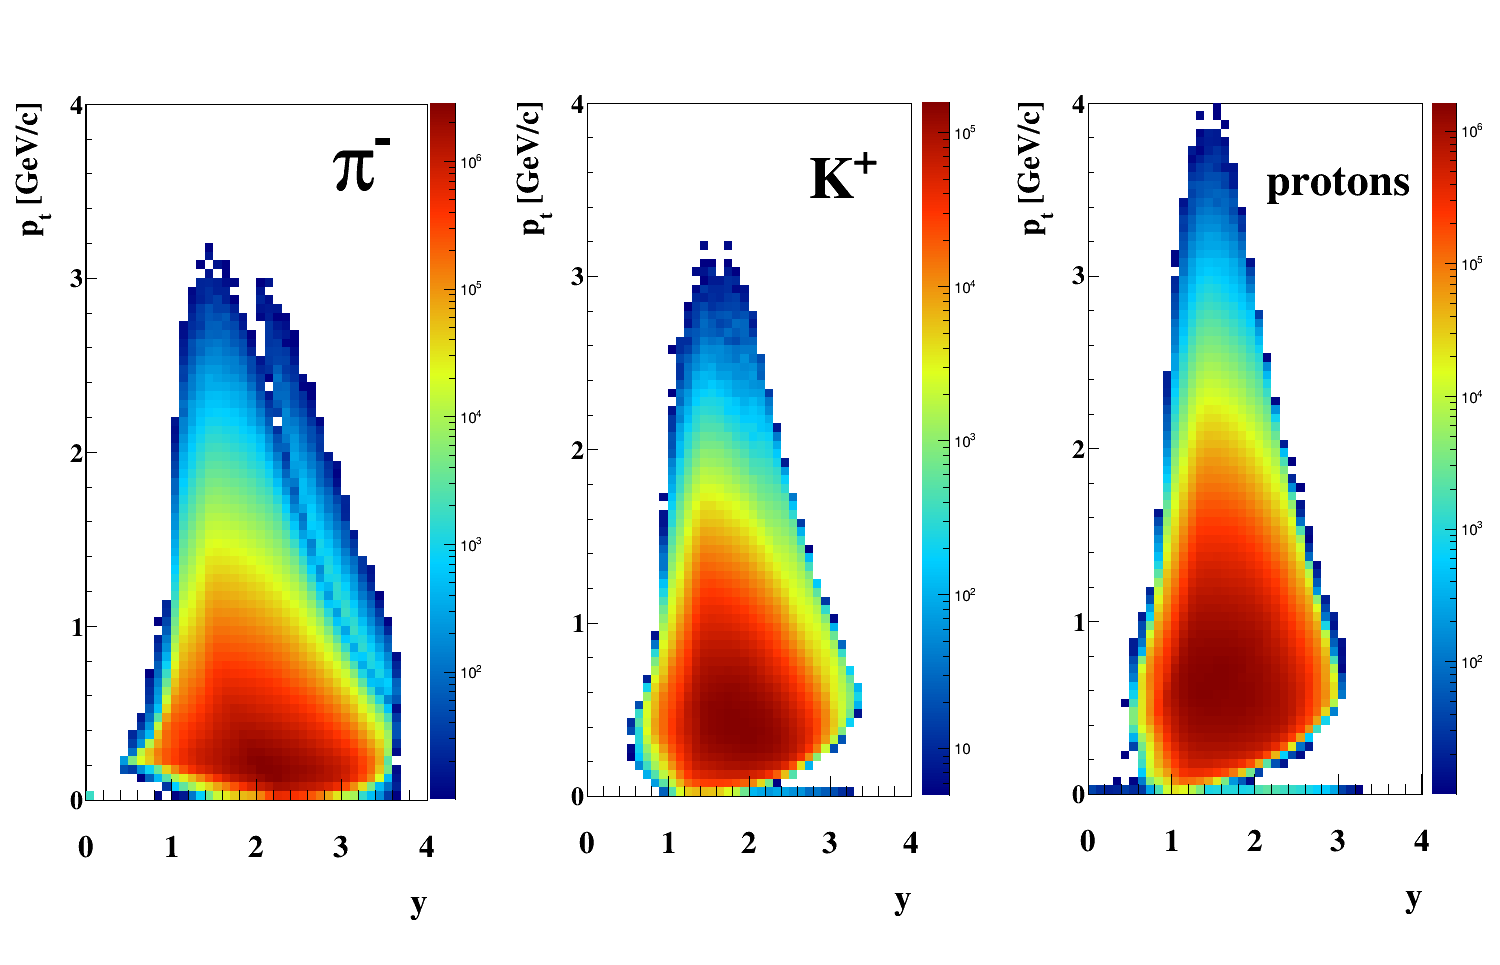 p_t [GeV/c]
4
3
2
1
0
π⁻
10⁶
10⁵
10⁴
10³
10²
0 1 2 3 4
y
p_t [GeV/c]
4
3
2
1
0
K⁺
10⁵
10⁴
10³
10²
10
0 1 2 3 4
y
p_t [GeV/c]
4
3
2
1
0
protons
10⁶
10⁵
10⁴
10³
10²
0 1 2 3 4
y